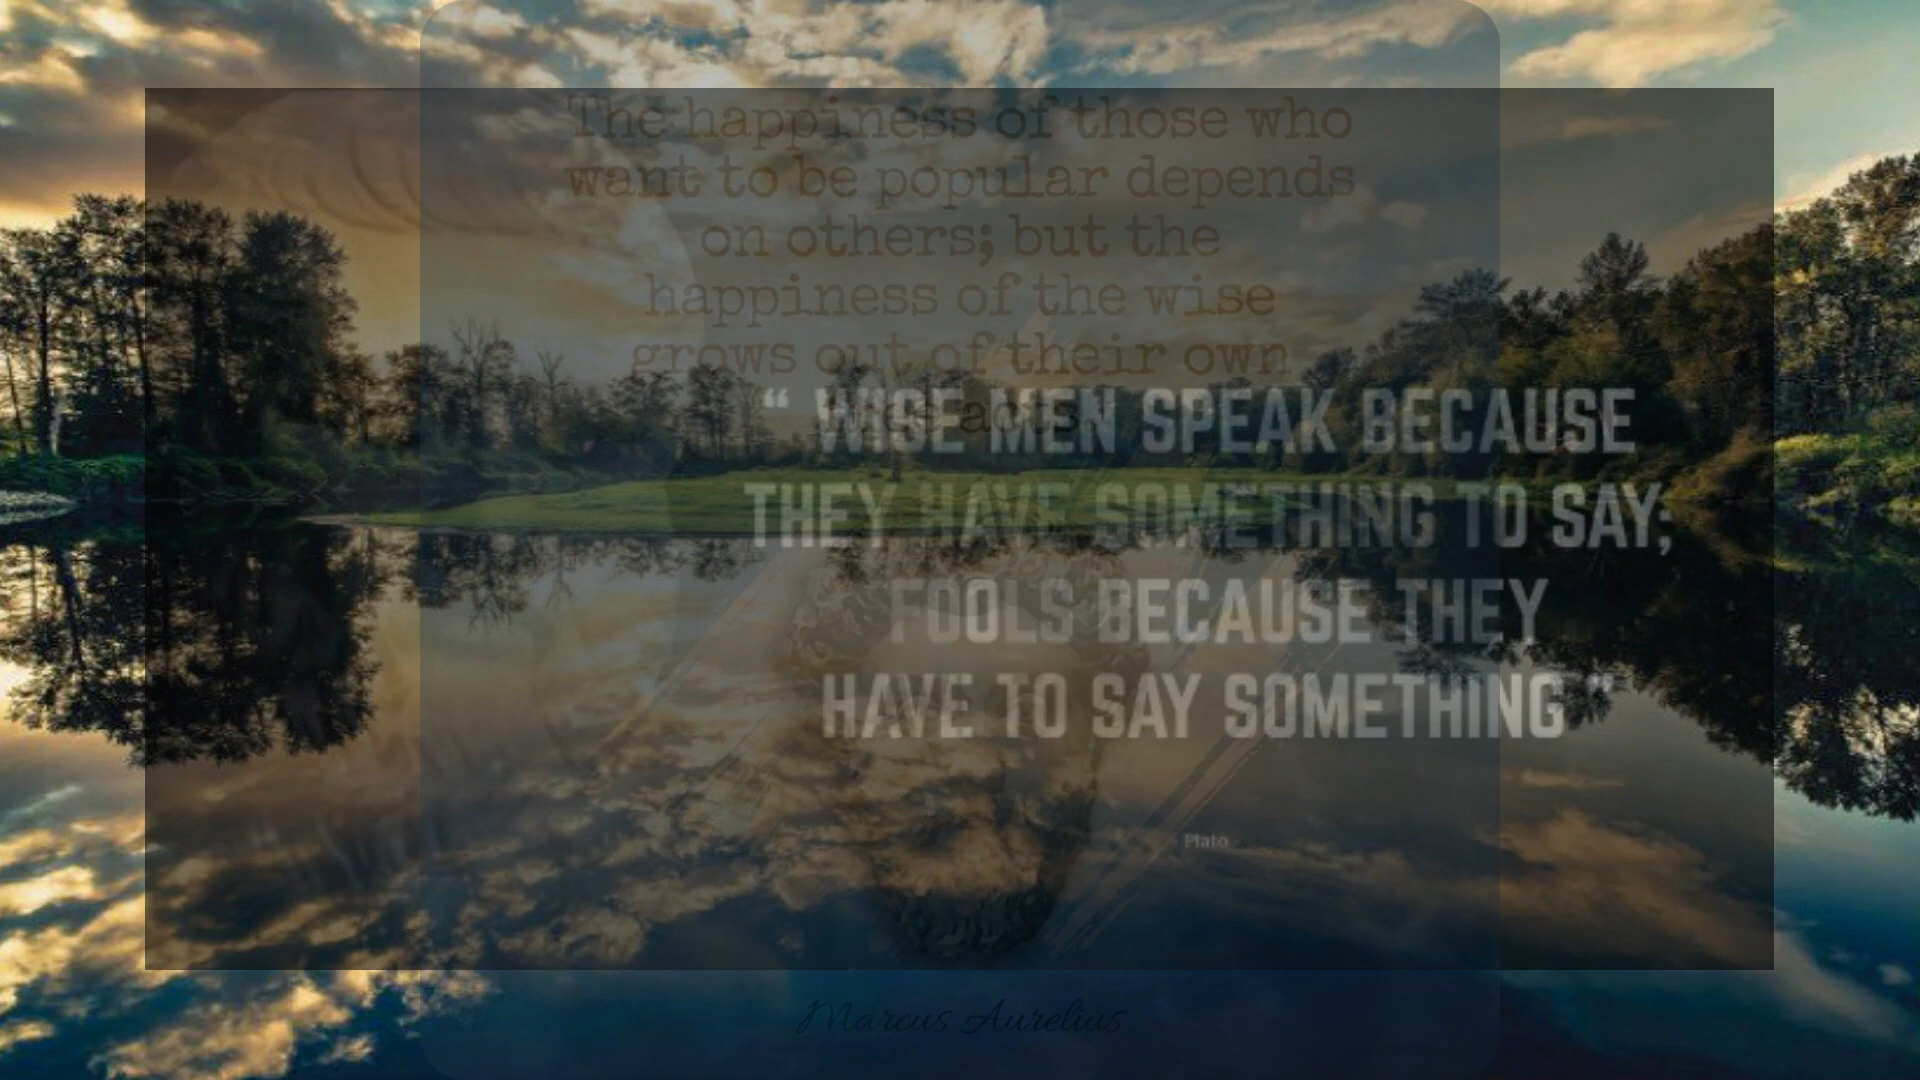 The happiness of those who
want to be popular depends
on others; but the
happiness of the wise
grows out of their own
acts.
“ WISE MEN SPEAK BECAUSE
THEY HAVE SOMETHING TO SAY;
FOOLS BECAUSE THEY
HAVE TO SAY SOMETHING ”
Plato
Marcus Aurelius